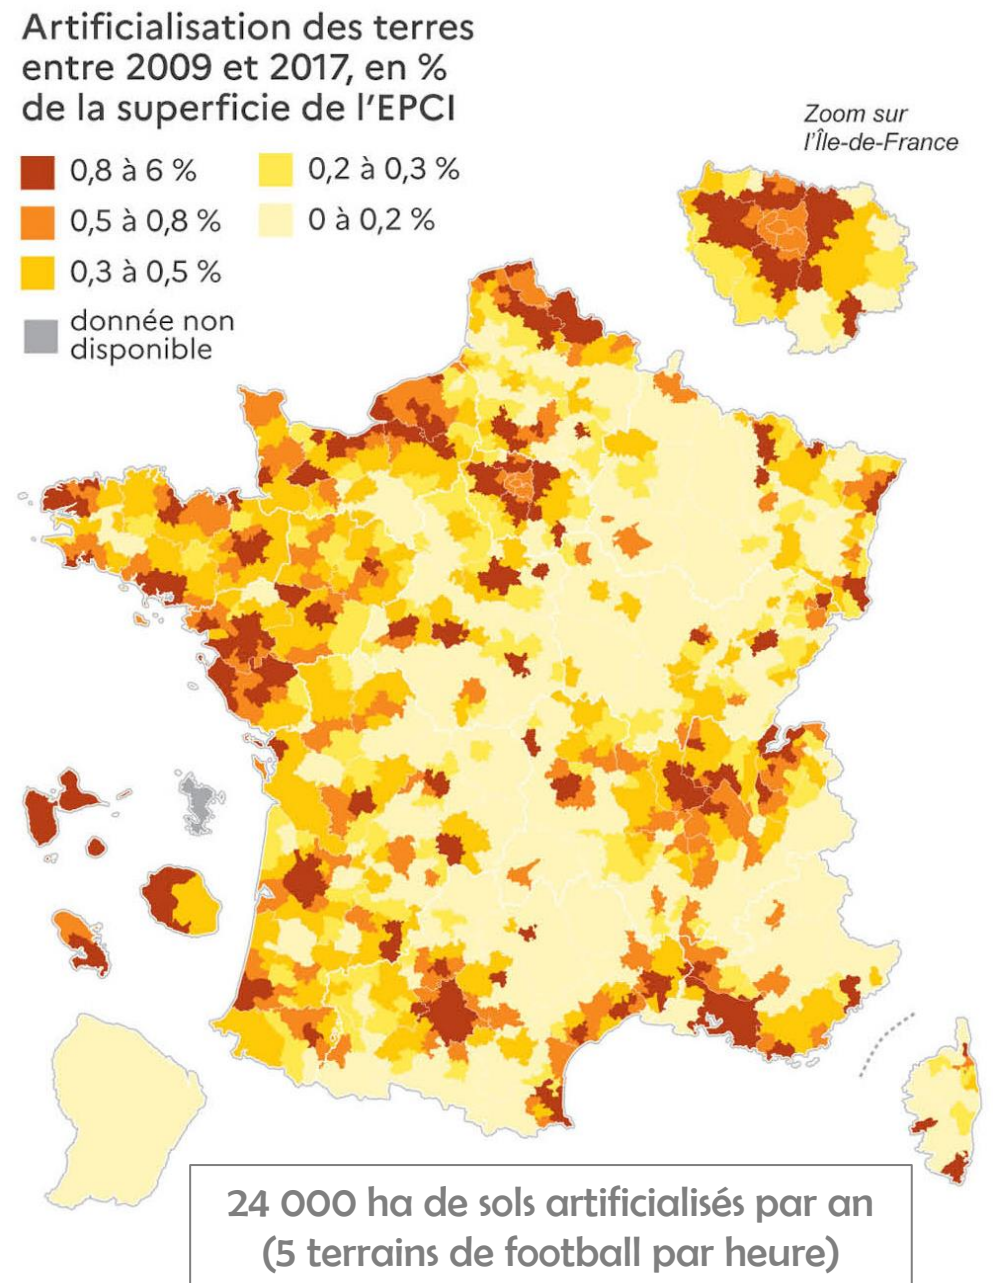 Artificialisation des terres
entre 2009 et 2017, en %
de la superficie de l'EPCI
0,8 à 6 %
0,5 à 0,8 %
0,3 à 0,5 %
donnée non
disponible
0,2 à 0,3 %
0 à 0,2 %
Zoom sur
l'Île-de-France
24 000 ha de sols artificialisés par an
(5 terrains de football par heure)